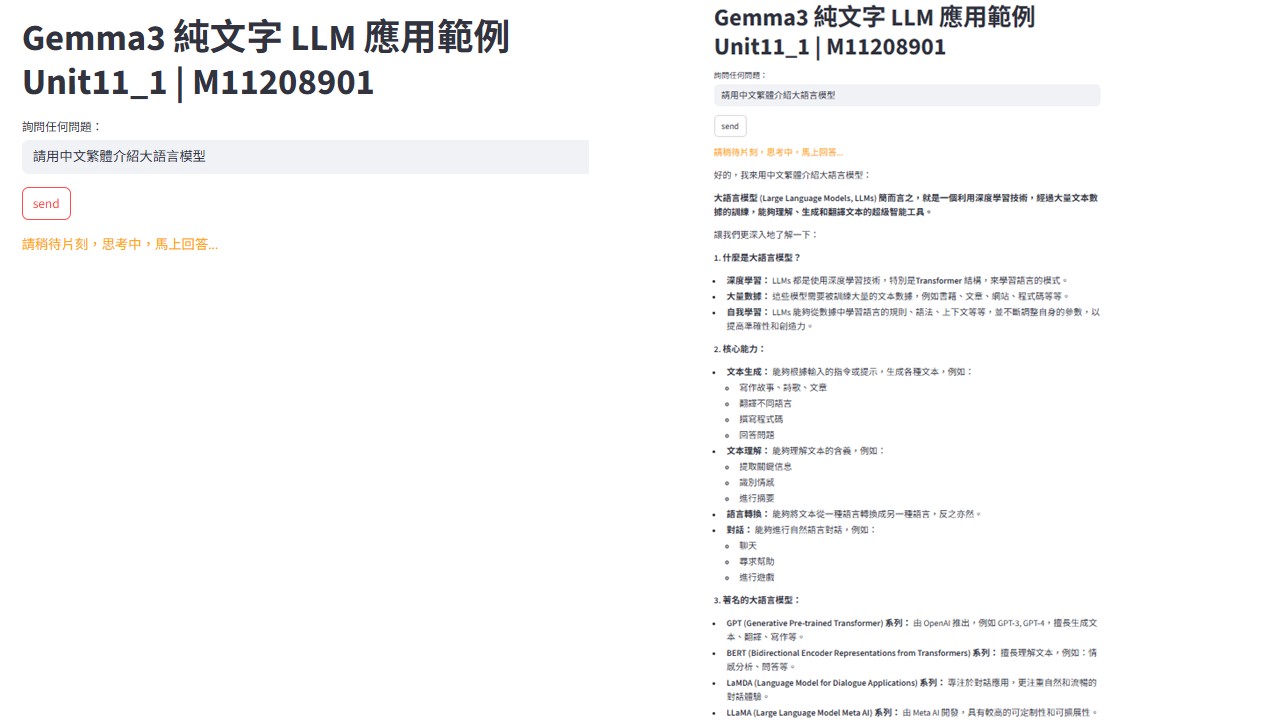 Gemma3 純文字 LLM 應用範例
Unit11_1 | M11208901
詢問任何問題：
請用中文繁體介紹大語言模型
send
請稍待片刻，思考中，馬上回答...
Gemma3 純文字 LLM 應用範例
Unit11_1 | M11208901
詢問任何問題：
請用中文繁體介紹大語言模型
send
請稍待片刻，思考中，馬上回答...
好的，我來用中文繁體介紹大語言模型：
大語言模型 (Large Language Models, LLMs) 簡而言之，就是一個利用深度學習技術，經過大量文本數
據的訓練，能夠理解、生成和翻譯文本的超級智能工具。
讓我們更深入地了解一下：
1. 什麼是大語言模型？
• 深度學習： LLMs 都是使用深度學習技術，特別是Transformer 結構，來學習語言的模式。
• 大量數據： 這些模型需要被訓練大量的文本數據，例如書籍、文章、網站、程式碼等等。
• 自我學習： LLMs 能夠從數據中學習語言的規則、語法、上下文等等，並不斷調整自身的參數，以
提高準確性和創造力。
2. 核心能力：
• 文本生成： 能夠根據輸入的指令或提示，生成各種文本，例如：
◦ 寫作故事、詩歌、文章
◦ 翻譯不同語言
◦ 撰寫程式碼
◦ 回答問題
• 文本理解： 能夠理解文本的含義，例如：
◦ 提取關鍵信息
◦ 識別情感
◦ 進行摘要
• 語言轉換： 能夠將文本從一種語言轉換成另一種語言，反之亦然。
• 對話： 能夠進行自然語言對話，例如：
◦ 聊天
◦ 尋求幫助
◦ 進行遊戲
3. 著名的大語言模型：
• GPT (Generative Pre-trained Transformer) 系列： 由 OpenAI 推出，例如 GPT-3, GPT-4，擅長生成文
本、翻譯、寫作等。
• BERT (Bidirectional Encoder Representations from Transformers) 系列： 擅長理解文本，例如：情
感分析、問答等。
• LaMDA (Language Model for Dialogue Applications) 系列： 專注於對話應用，更注重自然和流暢的
對話體驗。
• LLaMA (Large Language Model Meta AI) 系列： 由 Meta AI 開發，具有較高的可定制性和可擴展性。